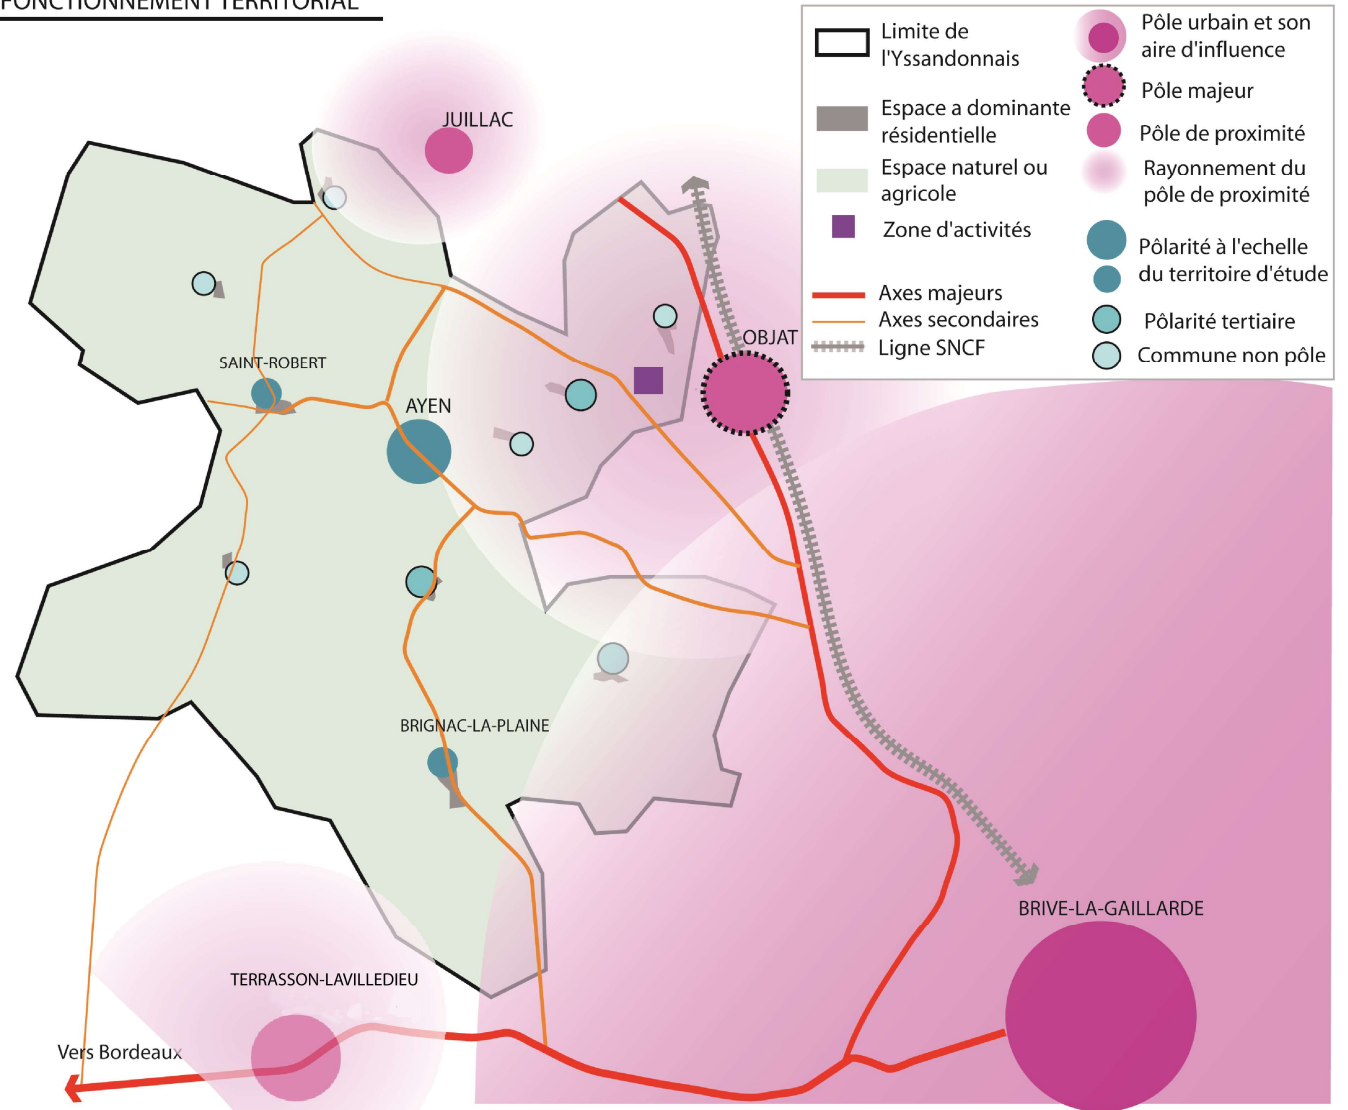 FONCTIONNEMENT TERRITORIAL
Limite de
l'Yssandonnais
Espace a dominante
résidentielle
Espace naturel ou
agricole
Zone d'activités
Axes majeurs
Axes secondaires
Ligne SNCF
Pôle urbain et son
aire d'influence
Pôle majeur
Pôle de proximité
Rayonnement du
pôle de proximité
Pôlarité à l'echelle
du territoire d'étude
Pôlarité tertiaire
Commune non pôle
JUILLAC
OBJAT
SAINT-ROBERT
AYEN
BRIGNAC-LA-PLAINE
BRIVE-LA-GAILLARDE
TERRASSON-LAVILLEDIEU
Vers Bordeaux